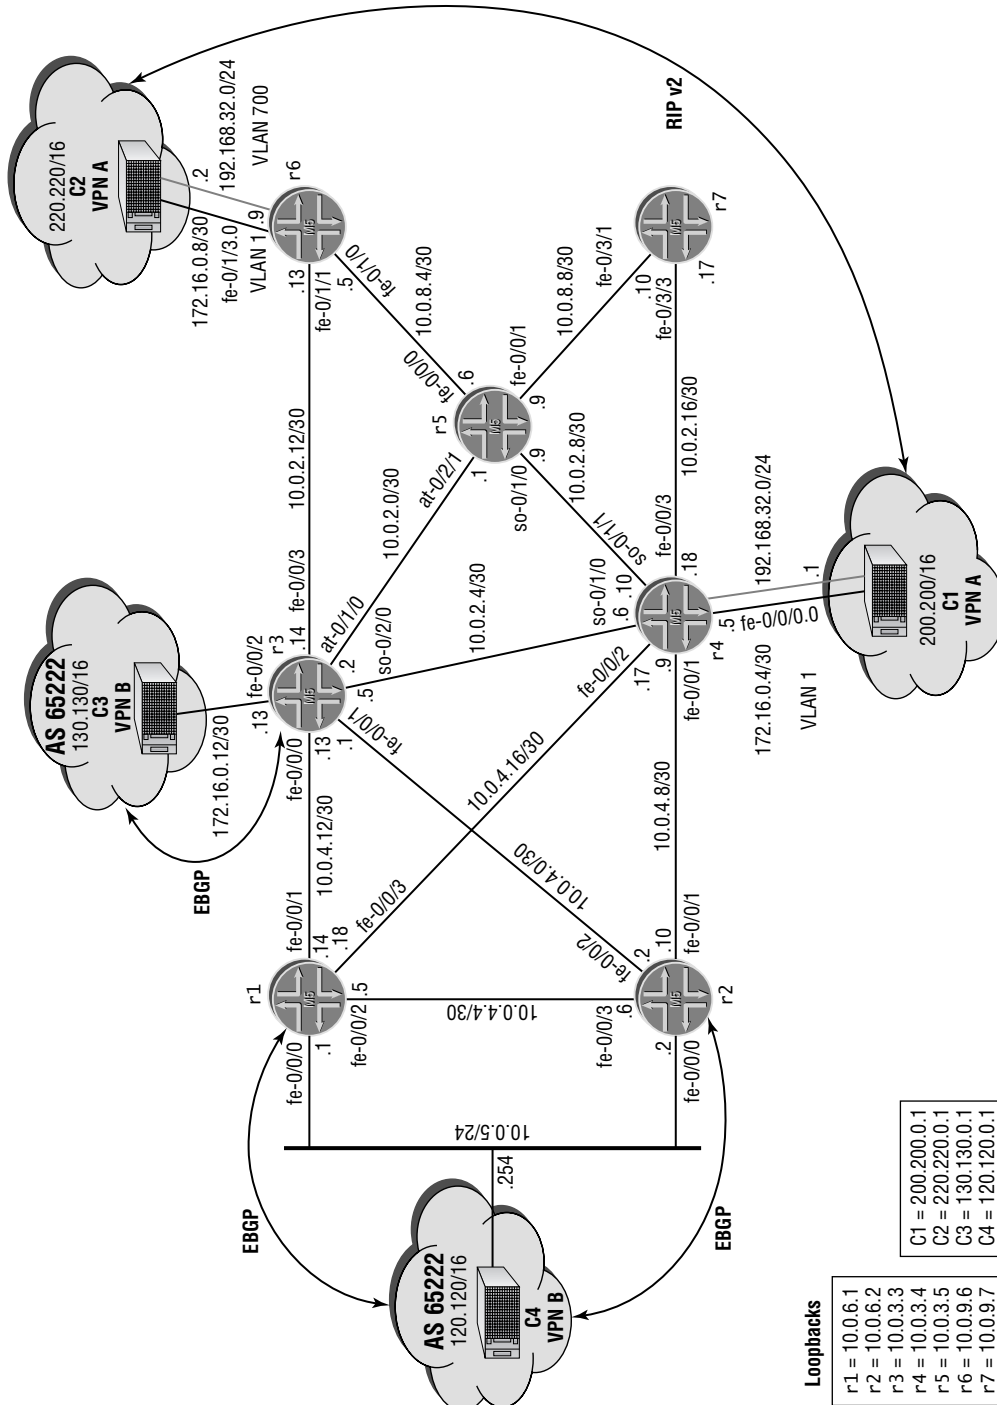 AS 65222
120.120/16
C4
VPN B
EBGP
EBGP
.254
10.0.5/24
fe-0/0/0
.1
r1
M5
fe-0/0/1
.14
.18
fe-0/0/3
fe-0/0/2
.5
10.0.4.4/30
fe-0/0/3
.6
.2
fe-0/0/0
r2
M5
fe-0/0/2
.2
.10
fe-0/0/1
10.0.4.12/30
10.0.4.16/30
10.0.4.0/30
10.0.4.8/30
EBGP
AS 65222
130.130/16
C3
VPN B
172.16.0.12/30
.13
fe-0/0/2
r3
M5
fe-0/0/0
.13
.1
fe-0/0/1
.14
fe-0/0/3
at-0/1/0
.2
so-0/2/0
.5
10.0.2.12/30
10.0.2.0/30
10.0.2.4/30
fe-0/0/2
.17
.9
fe-0/0/1
r4
M5
so-0/1/0
.6
.10
so-0/1/1
.18
fe-0/0/3
.5
fe-0/0/0.0
172.16.0.4/30
VLAN 1
192.168.32.0/24
.1
200.200/16
C1
VPN A
10.0.2.8/30
10.0.2.16/30
r5
M5
at-0/2/1
.1
so-0/1/0
.9
fe-0/0/0
.6
fe-0/0/1
.9
10.0.8.4/30
10.0.8.8/30
r6
M5
.13
fe-0/1/1
.5
fe-0/1/0
172.16.0.8/30
fe-0/1/3.0
VLAN 1
.9
.2
192.168.32.0/24
VLAN 700
220.220/16
C2
VPN A
r7
M5
fe-0/3/1
.10
fe-0/3/3
.17
RIP v2
Loopbacks
r1 = 10.0.6.1
r2 = 10.0.6.2
r3 = 10.0.3.3
r4 = 10.0.3.4
r5 = 10.0.3.5
r6 = 10.0.9.6
r7 = 10.0.9.7
C1 = 200.200.0.1
C2 = 220.220.0.1
C3 = 130.130.0.1
C4 = 120.120.0.1